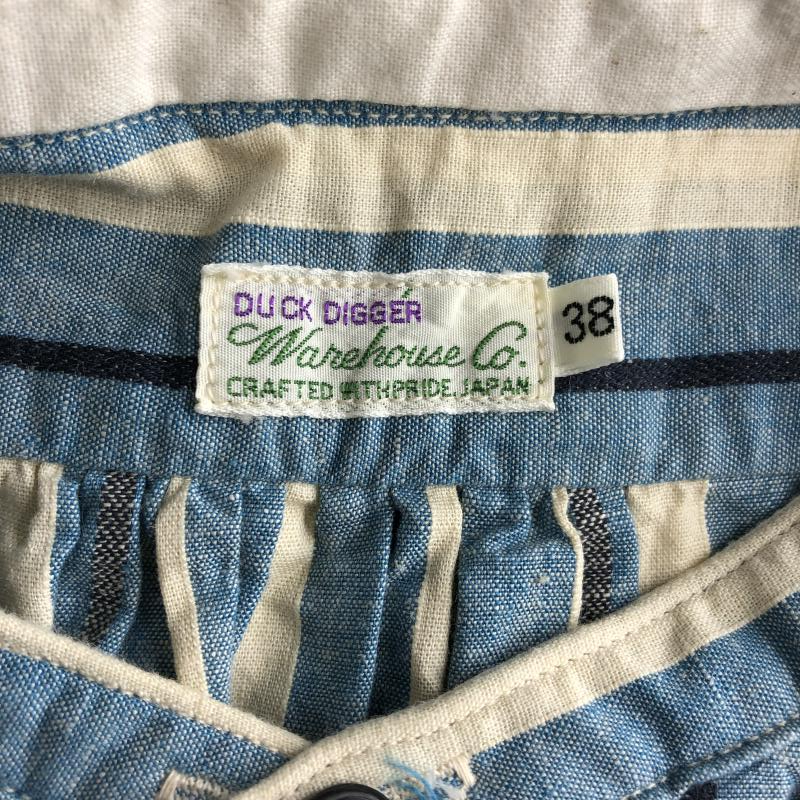 DUCK DIGGER
Warehouse Co.
CRAFTED WITH PRIDE JAPAN
38